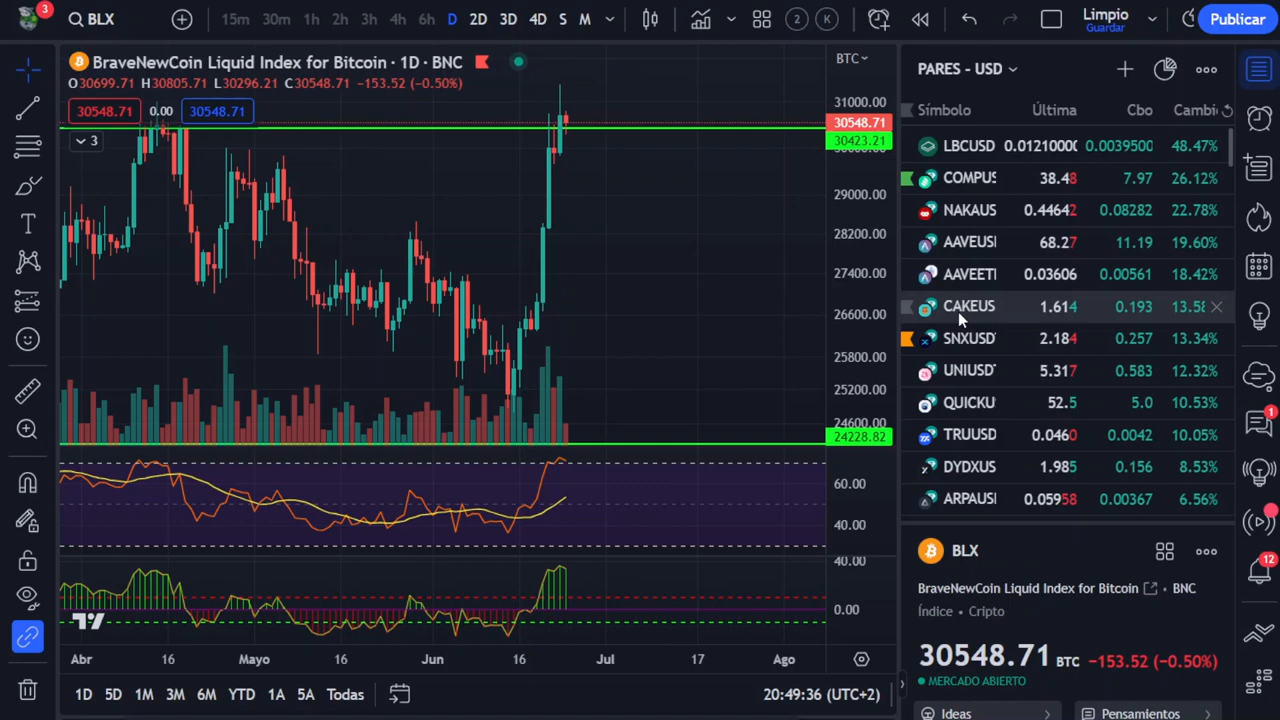 3
BLX
15m 30m 1h 2h 3h 4h 6h D 2D 3D 4D S M
2 K
Limpio
Guardar
Publicar
BraveNewCoin Liquid Index for Bitcoin · 1D · BNC
O30699.71 H30805.71 L30296.21 C30548.71 −153.52 (−0.50%)
30548.71 0.00 30548.71
3
BTC
31000.00
30548.71
30423.21
29000.00
28200.00
27400.00
26600.00
25800.00
25200.00
24600.00
24228.82
60.00
40.00
40.00
0.00
Abr 16 Mayo 16 Jun 16 Jul 17 Ago
1D 5D 1M 3M 6M YTD 1A 5A Todas
20:49:36 (UTC+2)
PARES - USD
Símbolo Última Cbo Cambi
LBCUSD 0.0121000 0.0039500 48.47%
COMPUS 38.48 7.97 26.12%
NAKAUS 0.44642 0.08282 22.78%
AAVEUSI 68.27 11.19 19.60%
AAVEETI 0.03606 0.00561 18.42%
CAKEUS 1.614 0.193 13.58
SNXUSD 2.184 0.257 13.34%
UNIUSDT 5.317 0.583 12.32%
QUICKU 52.5 5.0 10.53%
TRUUSD 0.0460 0.0042 10.05%
DYDXUS 1.985 0.156 8.53%
ARPAUSI 0.05958 0.00367 6.56%
BLX
BraveNewCoin Liquid Index for Bitcoin · BNC
Índice · Cripto
30548.71 BTC −153.52 (−0.50%)
MERCADO ABIERTO
Ideas
Pensamientos
1
12